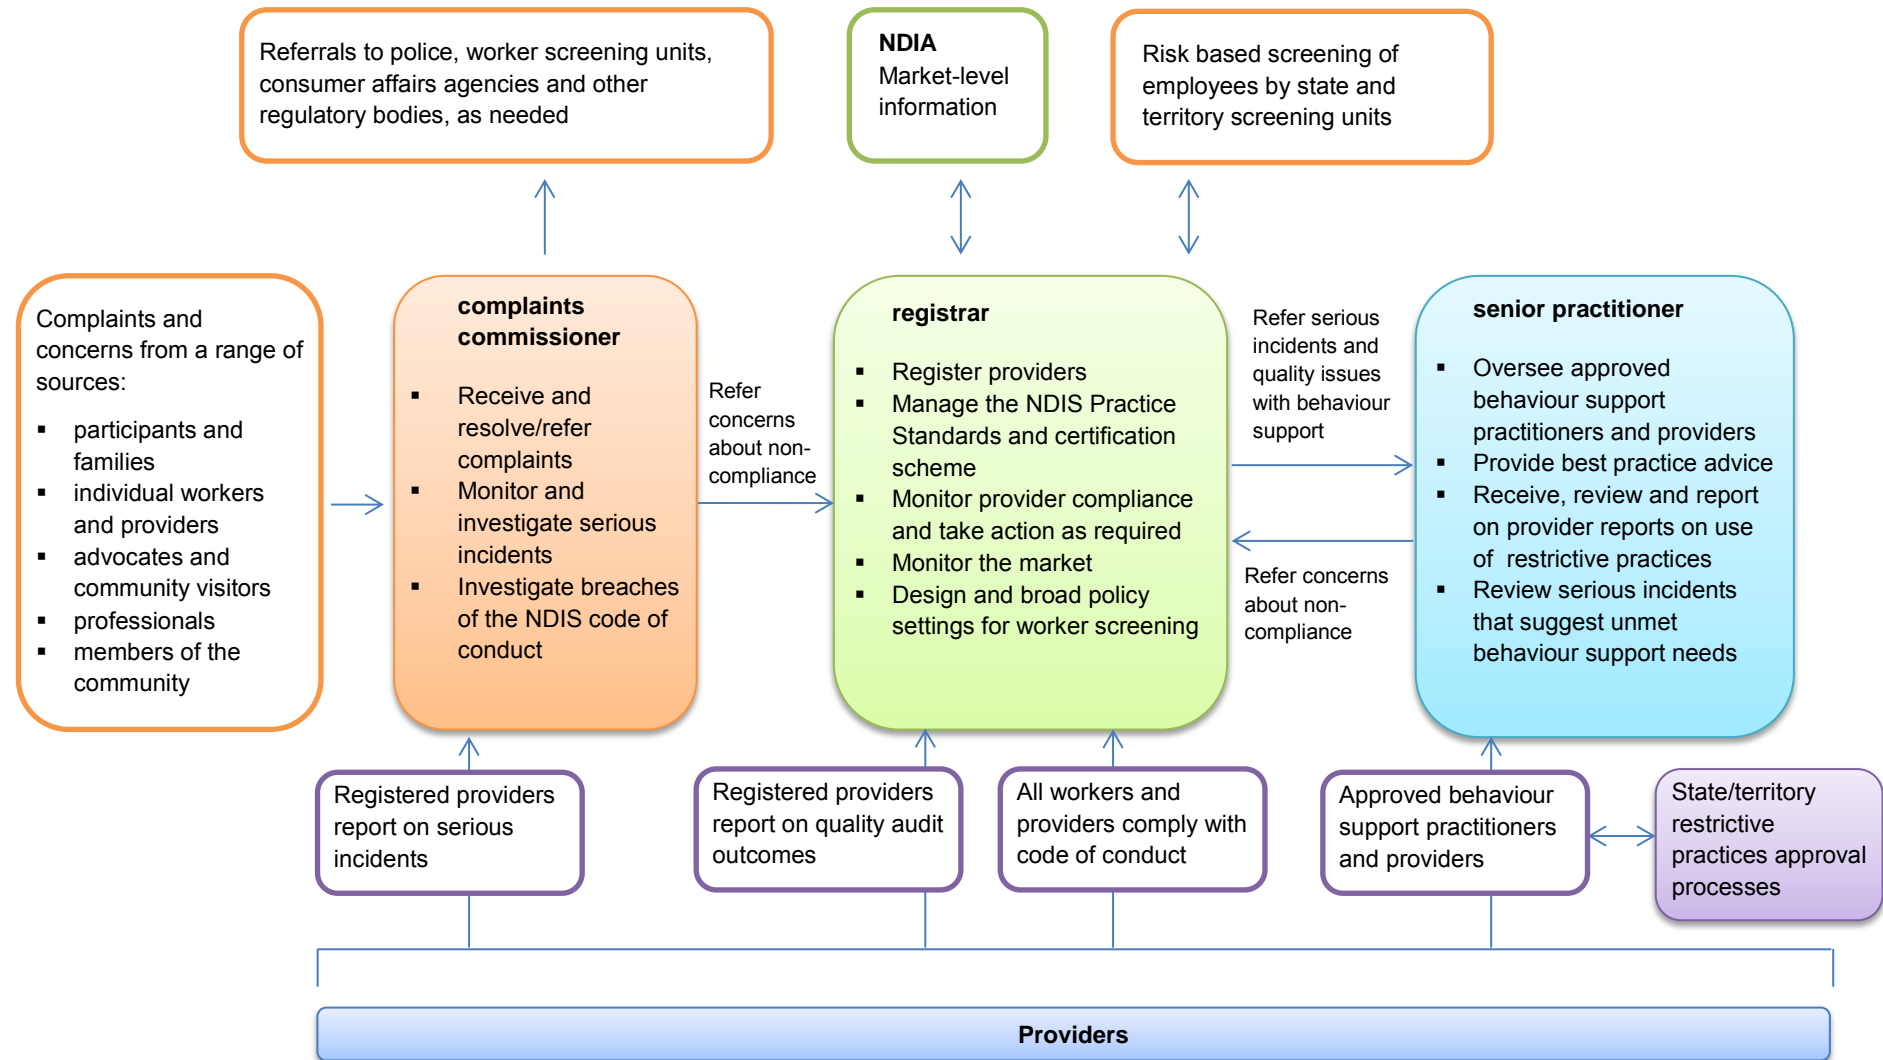 Referrals to police, worker screening units,
consumer affairs agencies and other
regulatory bodies, as needed
NDIA
Market-level
information
Risk based screening of
employees by state and
territory screening units
Complaints and
concerns from a range of
sources:
▪ participants and
families
▪ individual workers
and providers
▪ advocates and
community visitors
▪ professionals
▪ members of the
community
complaints
commissioner
▪ Receive and
resolve/refer
complaints
▪ Monitor and
investigate serious
incidents
▪ Investigate breaches
of the NDIS code of
conduct
Refer
concerns
about non-
compliance
registrar
▪ Register providers
▪ Manage the NDIS Practice
Standards and certification
scheme
▪ Monitor provider compliance
and take action as required
▪ Monitor the market
▪ Design and broad policy
settings for worker screening
Refer serious
incidents and
quality issues
with behaviour
support
Refer concerns
about non-
compliance
senior practitioner
▪ Oversee approved
behaviour support
practitioners and providers
▪ Provide best practice advice
▪ Receive, review and report
on provider reports on use
of restrictive practices
▪ Review serious incidents
that suggest unmet
behaviour support needs
Registered providers
report on serious
incidents
Registered providers
report on quality audit
outcomes
All workers and
providers comply with
code of conduct
Approved behaviour
support practitioners
and providers
State/territory
restrictive
practices approval
processes
Providers